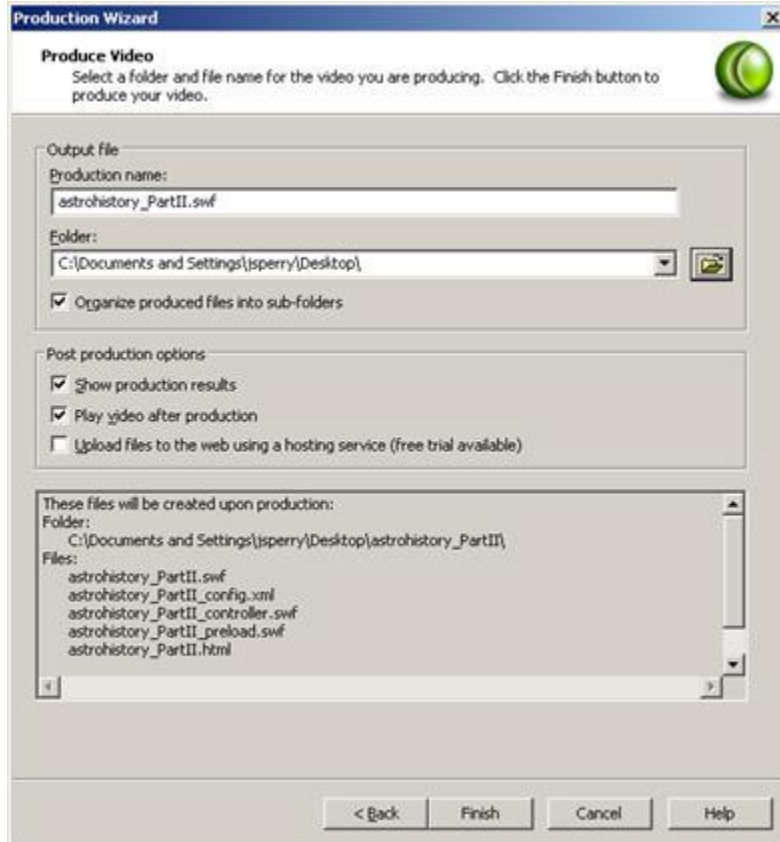 Production Wizard
Produce Video
Select a folder and file name for the video you are producing. Click the Finish button to
produce your video.
Output file
Production name:
astrohistory_PartII.swf
Folder:
C:\Documents and Settings\jsperry\Desktop\
Organize produced files into sub-folders
Post production options
Show production results
Play video after production
Upload files to the web using a hosting service (free trial available)
These files will be created upon production:
Folder:
C:\Documents and Settings\jsperry\Desktop\astrohistory_PartII\
Files:
astrohistory_PartII.swf
astrohistory_PartII_config.xml
astrohistory_PartII_controller.swf
astrohistory_PartII_preload.swf
astrohistory_PartII.html
< Back Finish Cancel Help